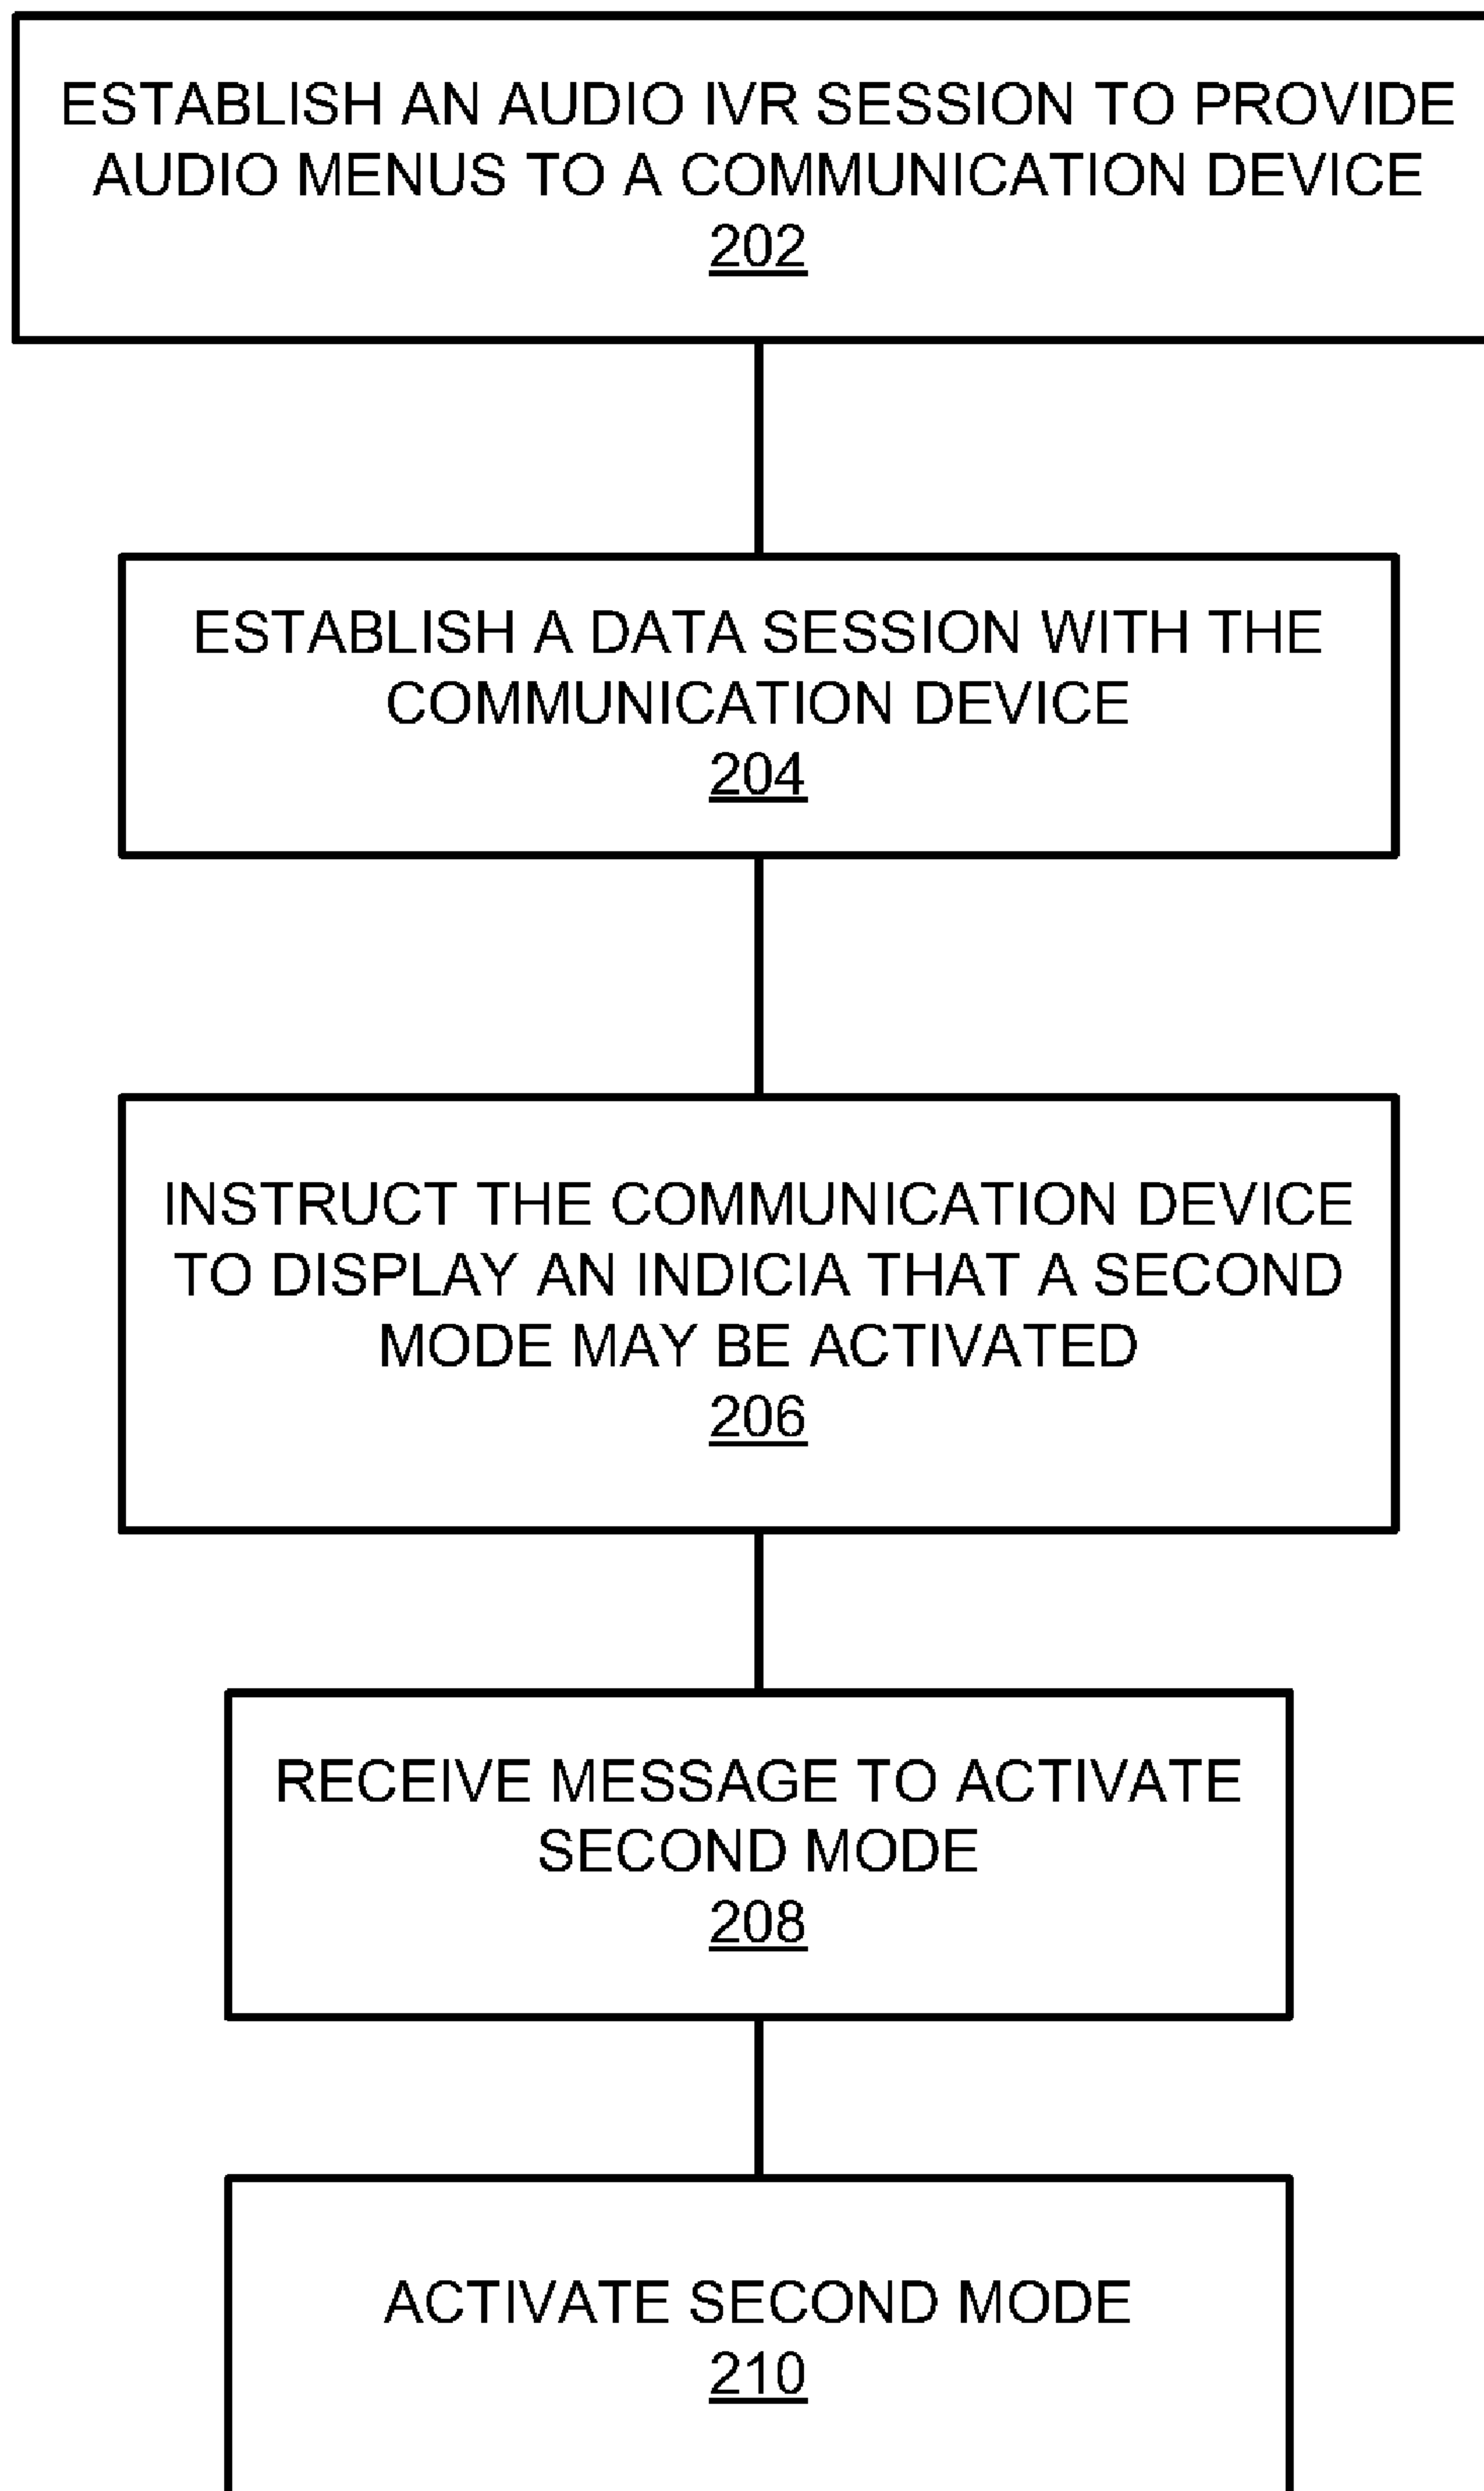 ESTABLISH AN AUDIO IVR SESSION TO PROVIDE
AUDIO MENUS TO A COMMUNICATION DEVICE
202
ESTABLISH A DATA SESSION WITH THE
COMMUNICATION DEVICE
204
INSTRUCT THE COMMUNICATION DEVICE
TO DISPLAY AN INDICIA THAT A SECOND
MODE MAY BE ACTIVATED
206
RECEIVE MESSAGE TO ACTIVATE
SECOND MODE
208
ACTIVATE SECOND MODE
210